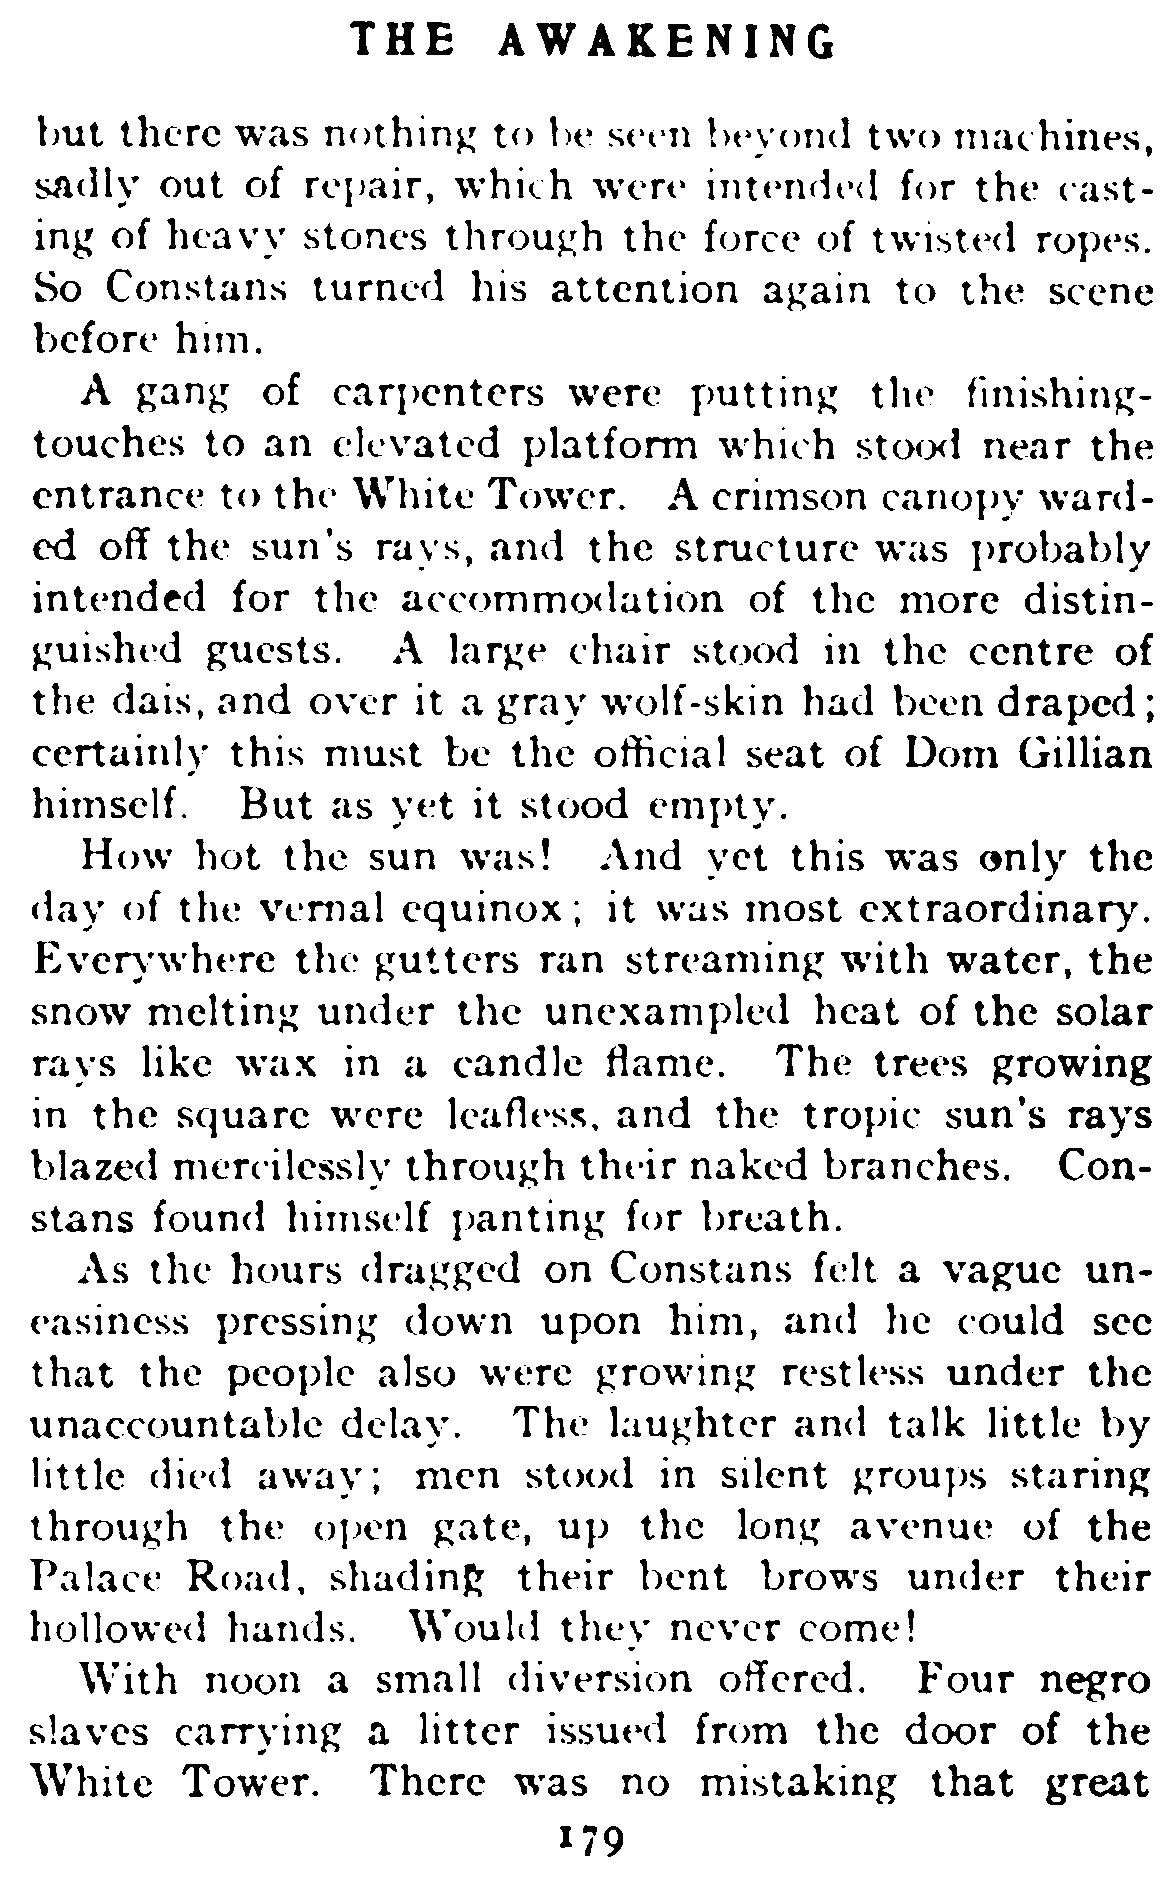 THE AWAKENING
but there was nothing to be seen beyond two machines,
sadly out of repair, which were intended for the cast-
ing of heavy stones through the force of twisted ropes.
So Constans turned his attention again to the scene
before him.
A gang of carpenters were putting the finishing-
touches to an elevated platform which stood near the
entrance to the White Tower. A crimson canopy ward-
ed off the sun's rays, and the structure was probably
intended for the accommodation of the more distin-
guished guests. A large chair stood in the centre of
the dais, and over it a gray wolf-skin had been draped;
certainly this must be the official seat of Dom Gillian
himself. But as yet it stood empty.
How hot the sun was! And yet this was only the
day of the vernal equinox; it was most extraordinary.
Everywhere the gutters ran streaming with water, the
snow melting under the unexampled heat of the solar
rays like wax in a candle flame. The trees growing
in the square were leafless, and the tropic sun's rays
blazed mercilessly through their naked branches. Con-
stans found himself panting for breath.
As the hours dragged on Constans felt a vague un-
easiness pressing down upon him, and he could see
that the people also were growing restless under the
unaccountable delay. The laughter and talk little by
little died away; men stood in silent groups staring
through the open gate, up the long avenue of the
Palace Road, shading their bent brows under their
hollowed hands. Would they never come!
With noon a small diversion offered. Four negro
slaves carrying a litter issued from the door of the
White Tower. There was no mistaking that great
179